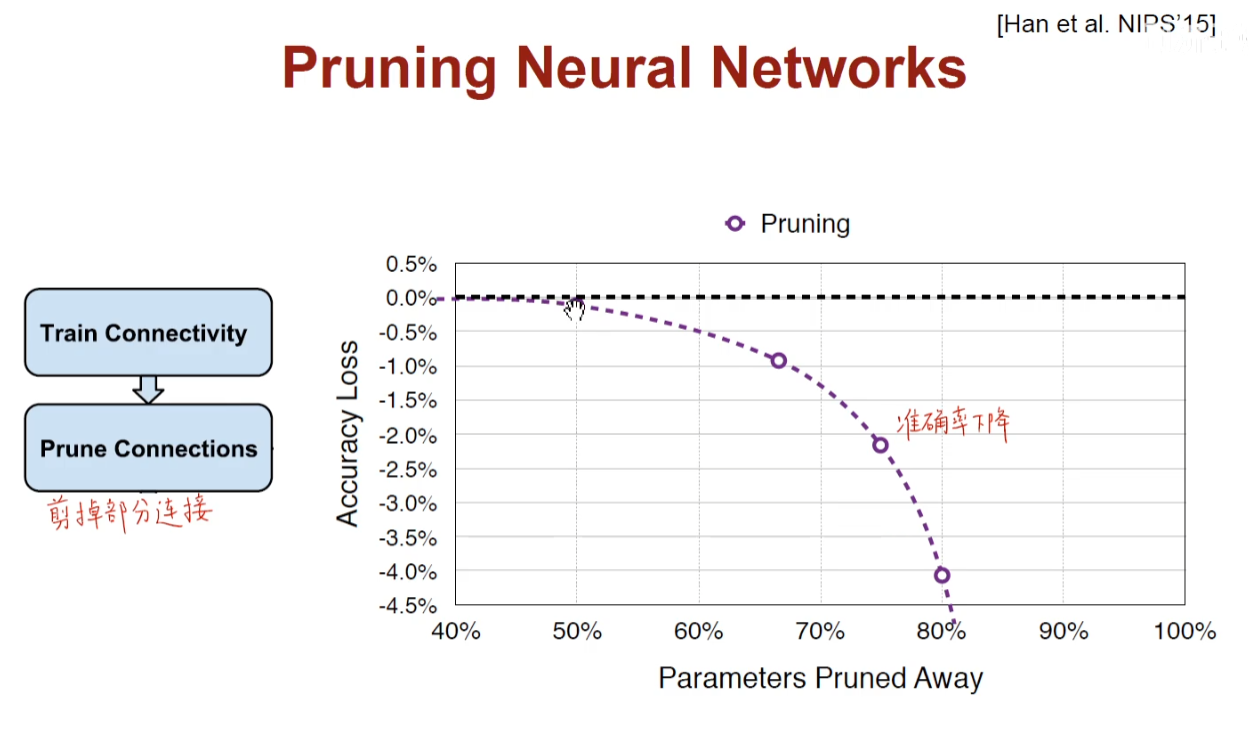 [Han et al. NIPS'15]
Pruning Neural Networks
Train Connectivity
Prune Connections
剪掉部分连接
Pruning
Accuracy Loss
0.5%
0.0%
-0.5%
-1.0%
-1.5%
-2.0%
-2.5%
-3.0%
-3.5%
-4.0%
-4.5%
准确率下降
40% 50% 60% 70% 80% 90% 100%
Parameters Pruned Away